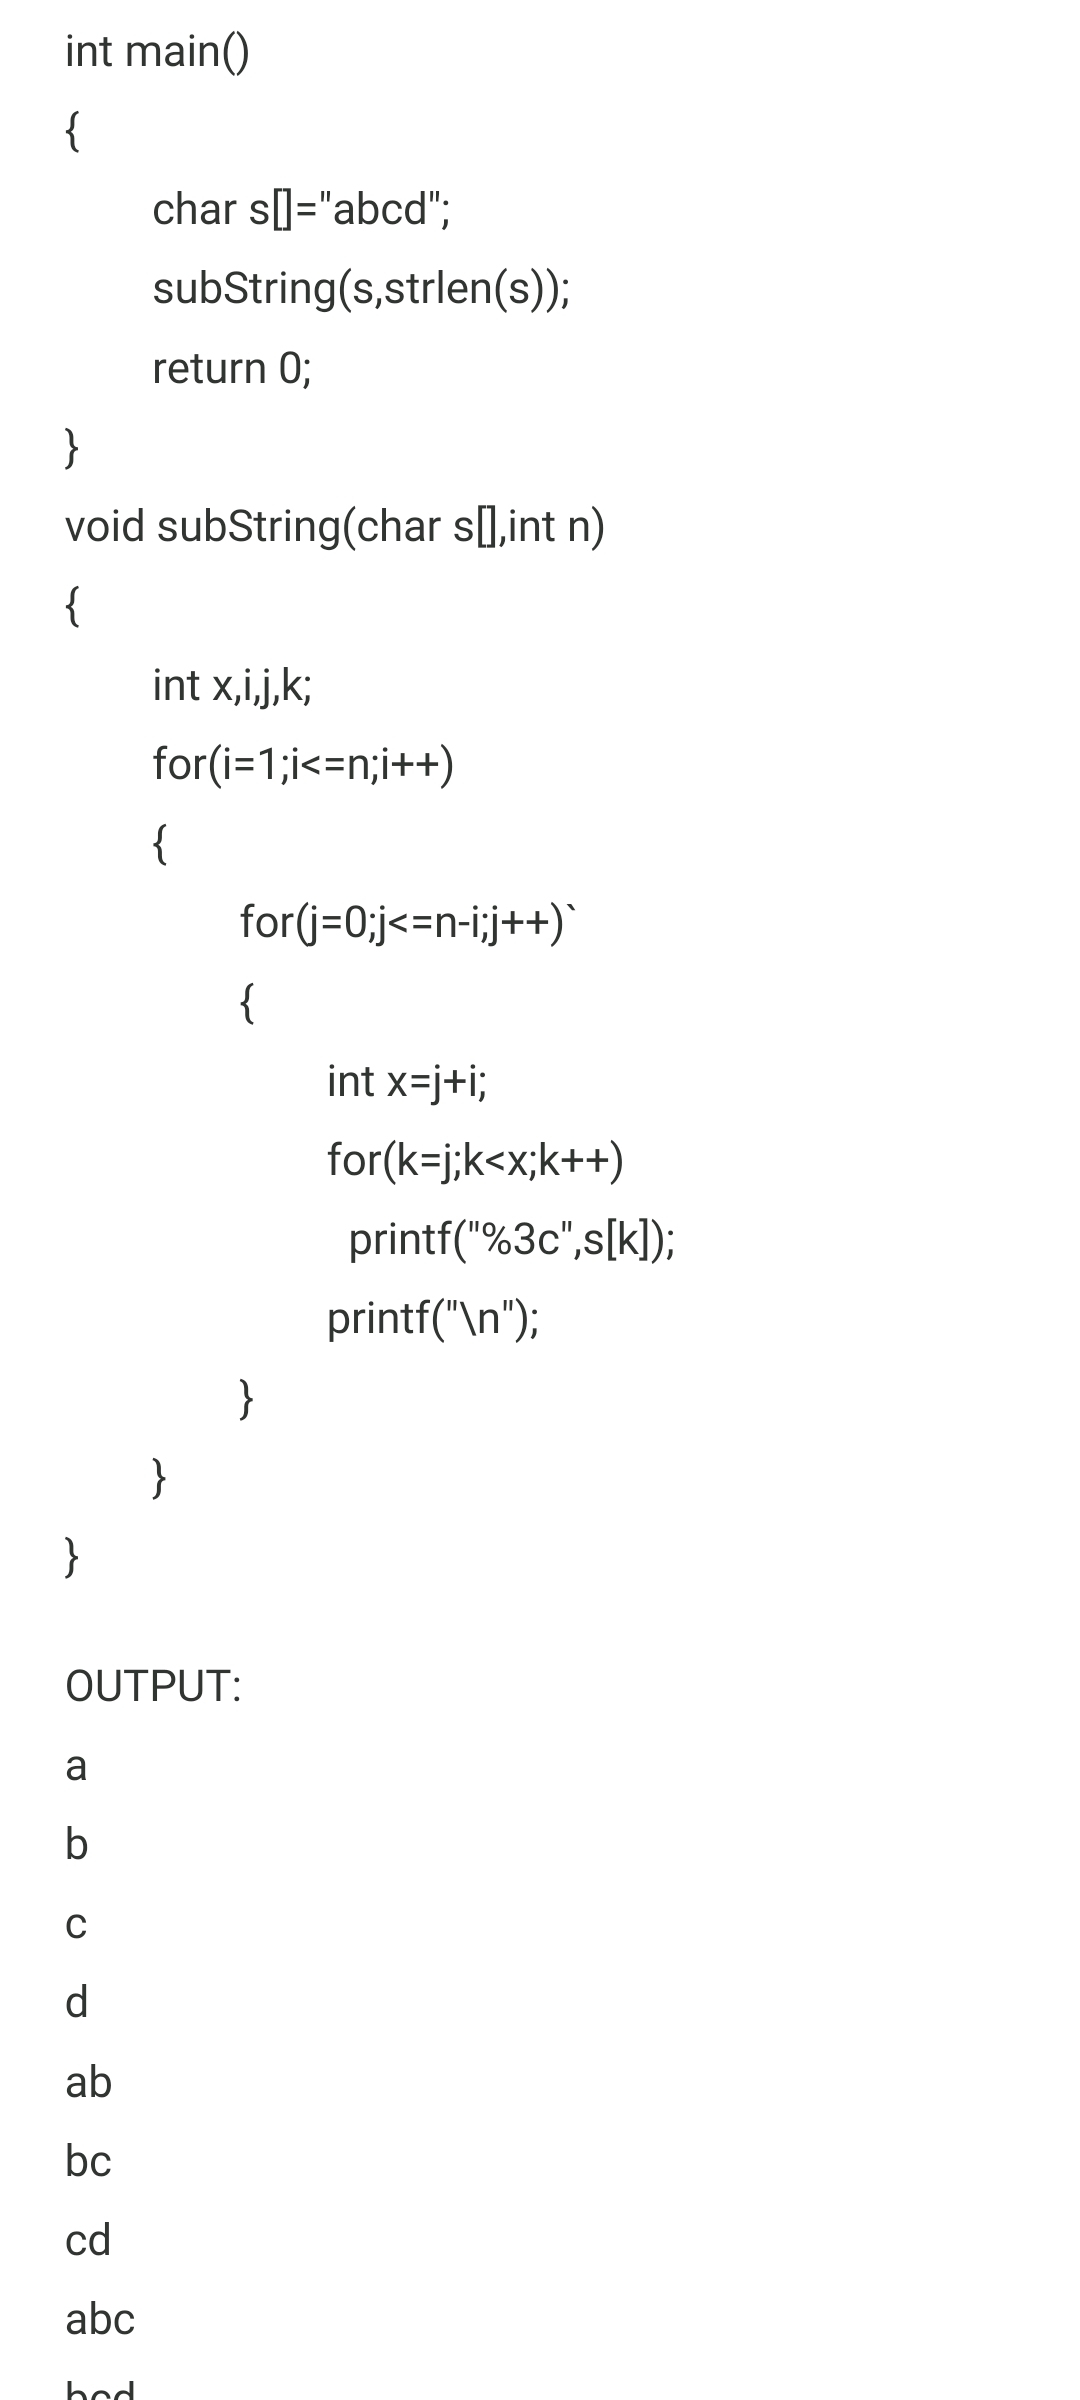 int main()
{
char s[]="abcd";
subString(s,strlen(s));
return 0;
}
void subString(char s[],int n)
{
int x,i,j,k;
for(i=1;i<=n;i++)
{
for(j=0;j<=n-i;j++)`
{
int x=j+i;
for(k=j;k<x;k++)
printf("%3c",s[k]);
printf("\n");
}
}
}
OUTPUT:
a
b
c
d
ab
bc
cd
abc
bcd